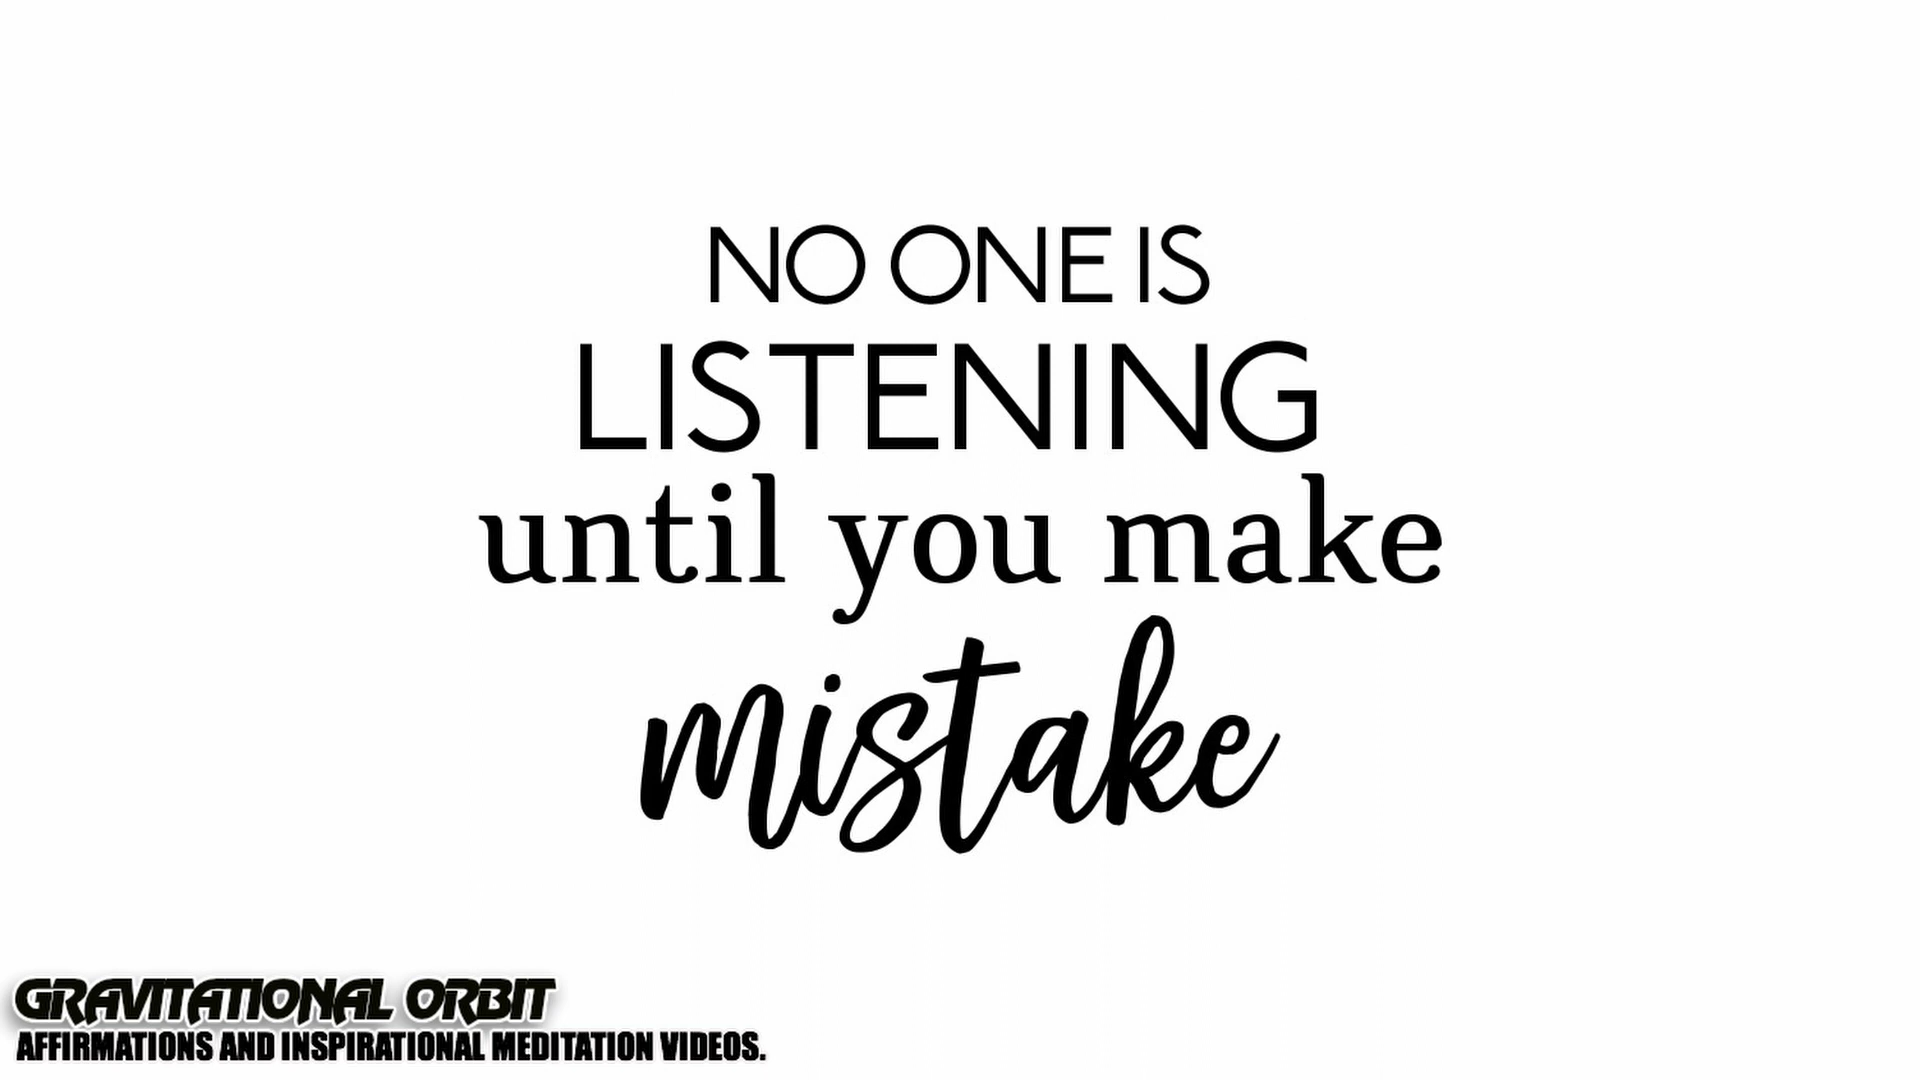 NO ONE IS
LISTENING
until you make
mistake
GRAVITATIONAL ORBIT
AFFIRMATIONS AND INSPIRATIONAL MEDITATION VIDEOS.